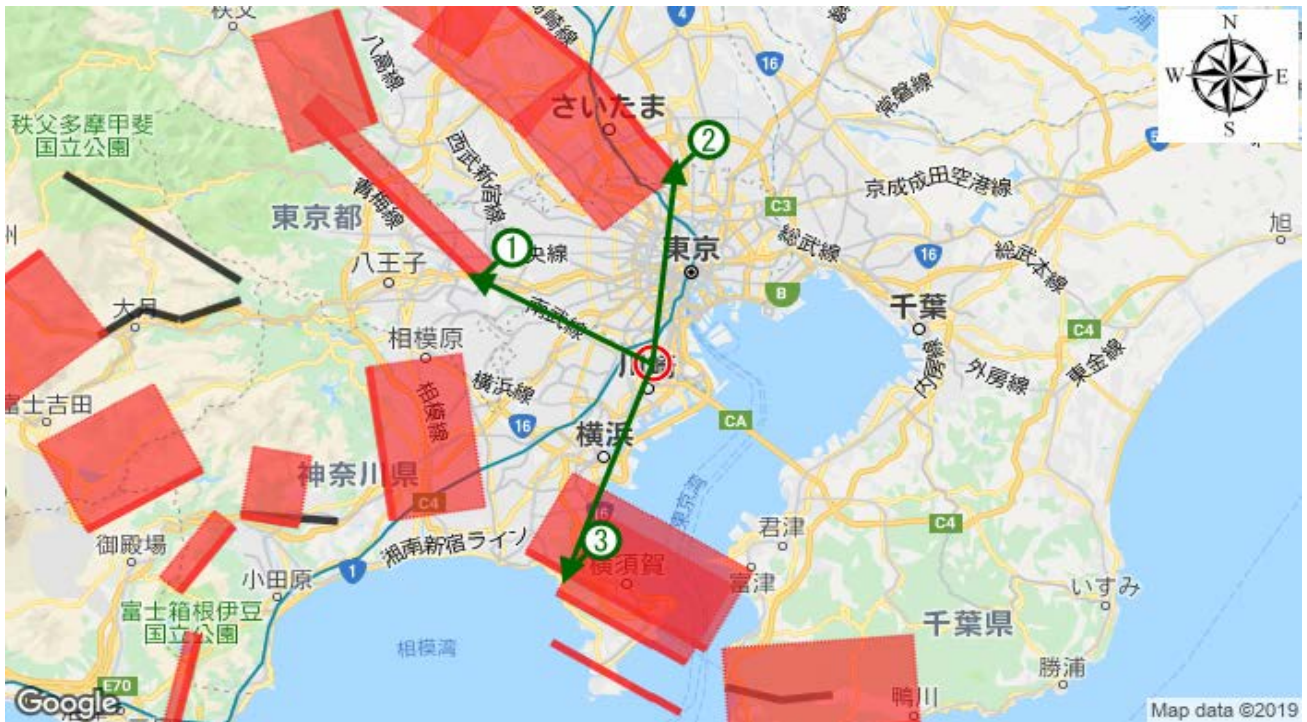 秩父
八高線
高崎線
4
16
さいたま
常磐線
N
W
E
S
秩父多摩甲斐
国立公園
②
西武新宿線
京成成田空港線
青梅線
東京都
C3
旭
①
央線
東京
総武線
総武本線
八王子
16
B
大月
南武線
千葉
C4
相模原
川崎
内房線
外房線
東金線
富士吉田
相模線
横浜線
16
CA
横浜
神奈川県
C4
16
東京湾
君津
C4
御殿場
湘南新宿ライン
③
横須賀
富津
小田原
1
いすみ
富士箱根伊豆
国立公園
千葉県
相模湾
勝浦
E70
鴨川
Google
Map data ©2019